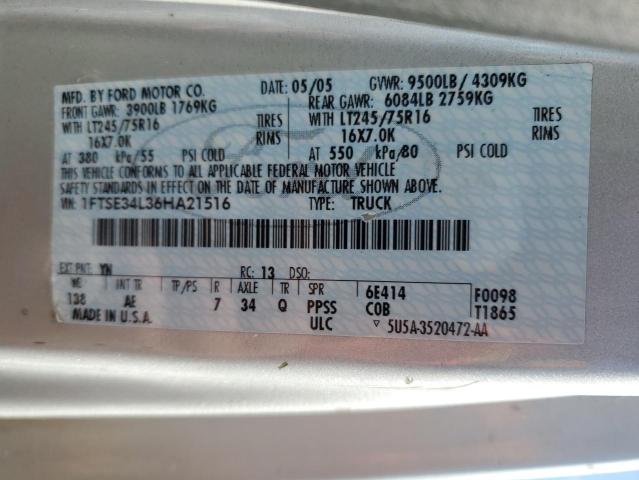 MFD. BY FORD MOTOR CO.
DATE: 05/05 GVWR: 9500LB / 4309KG
FRONT GAWR: 3900LB 1769KG
REAR GAWR: 6084LB 2759KG
WITH LT245/75R16 TIRES
WITH LT245/75R16 TIRES
16X7.0K RIMS
16X7.0K RIMS
AT 380 kPa/55 PSI COLD
AT 550 kPa/80 PSI COLD
THIS VEHICLE CONFORMS TO ALL APPLICABLE FEDERAL MOTOR VEHICLE
SAFETY STANDARDS IN EFFECT ON THE DATE OF MANUFACTURE SHOWN ABOVE.
VIN: 1FTSE34L36HA21516 TYPE: TRUCK
EXT PNT: YN RC: 13 DSO:
WB INT TR TP/PS R AXLE TR SPR 6E414 F0098
138 AE 7 34 Q PPSS COB T1865
MADE IN U.S.A. ULC 5U5A-3520472-AA
Ford